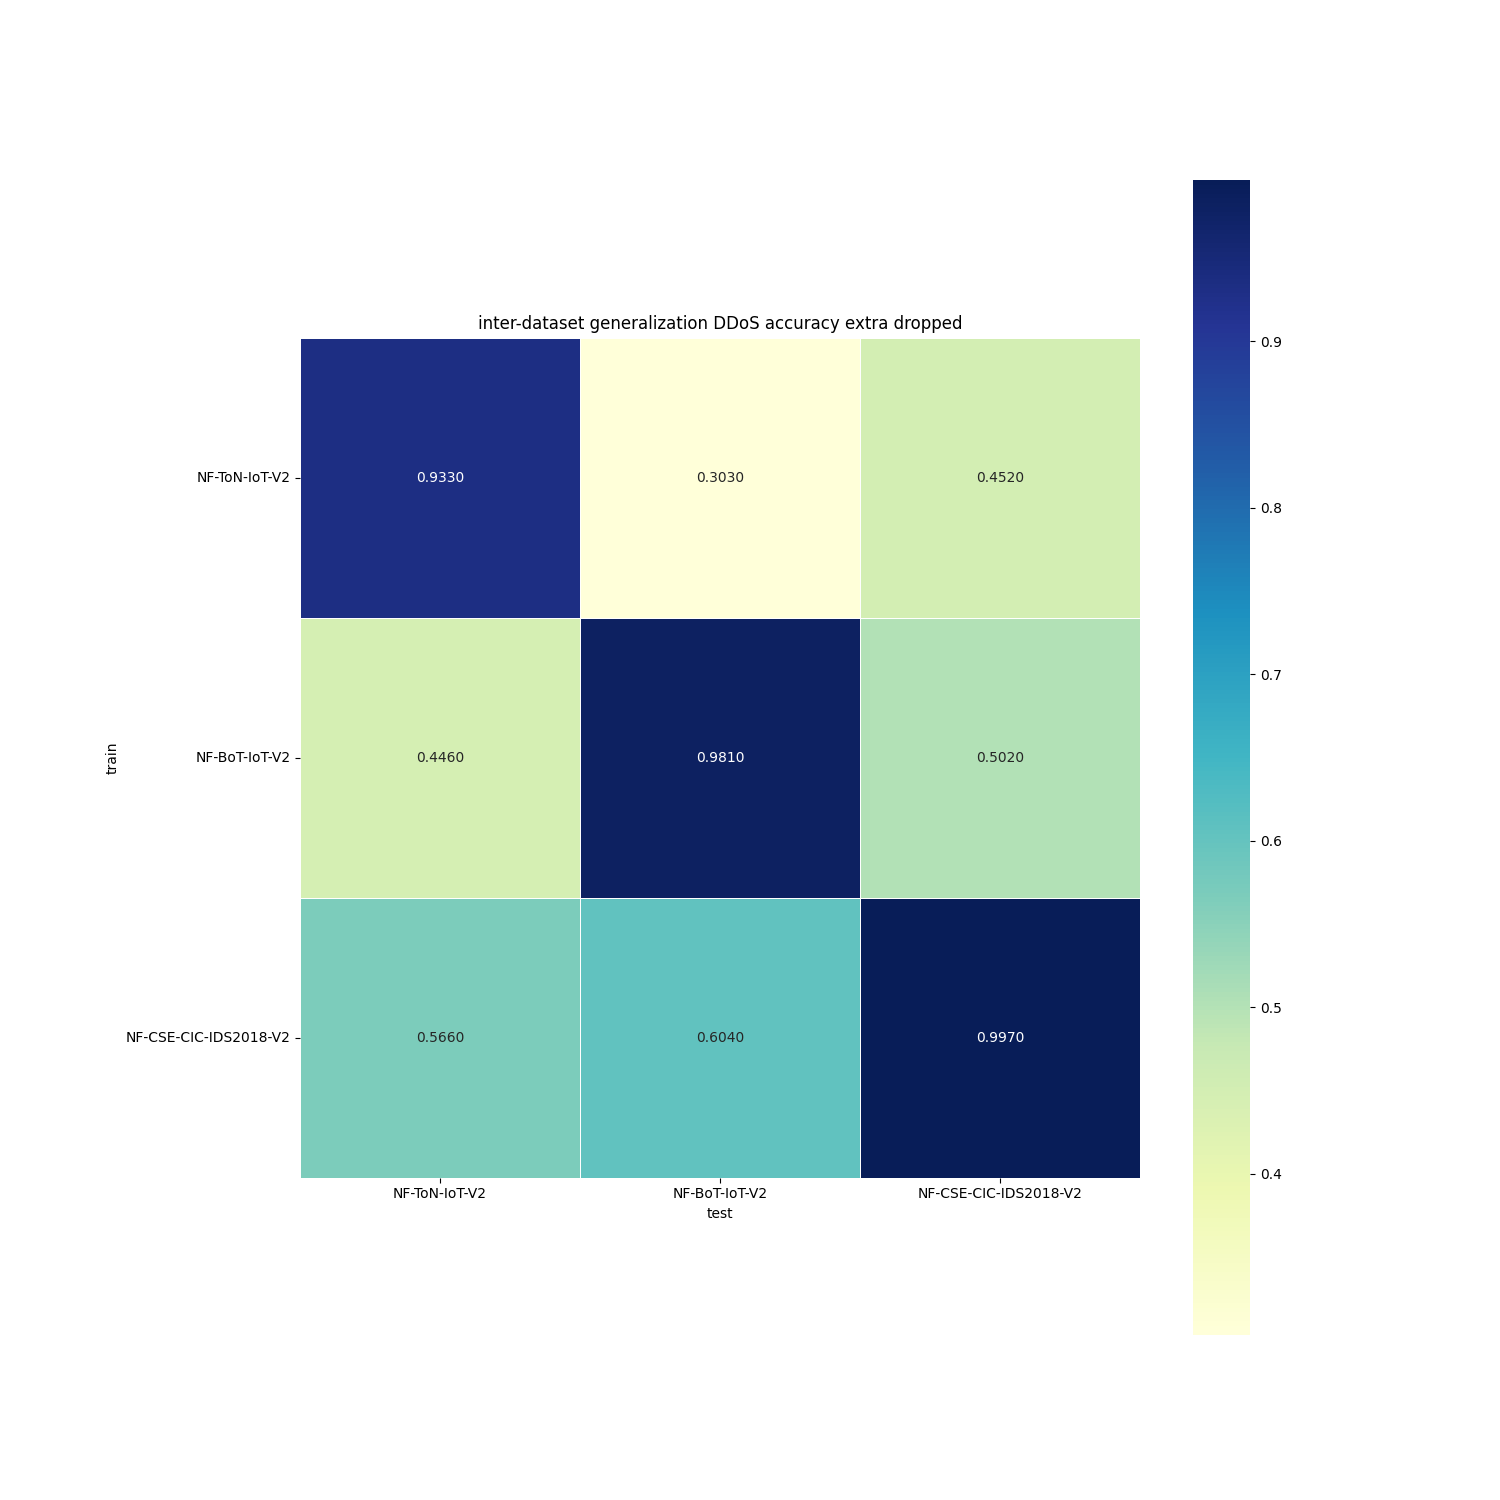 inter-dataset generalization DDoS accuracy extra dropped
NF-ToN-IoT-V2
0.9330
0.3030
0.4520
NF-BoT-IoT-V2
0.4460
0.9810
0.5020
NF-CSE-CIC-IDS2018-V2
0.5660
0.6040
0.9970
train
NF-ToN-IoT-V2
NF-BoT-IoT-V2
NF-CSE-CIC-IDS2018-V2
test
0.9
0.8
0.7
0.6
0.5
0.4